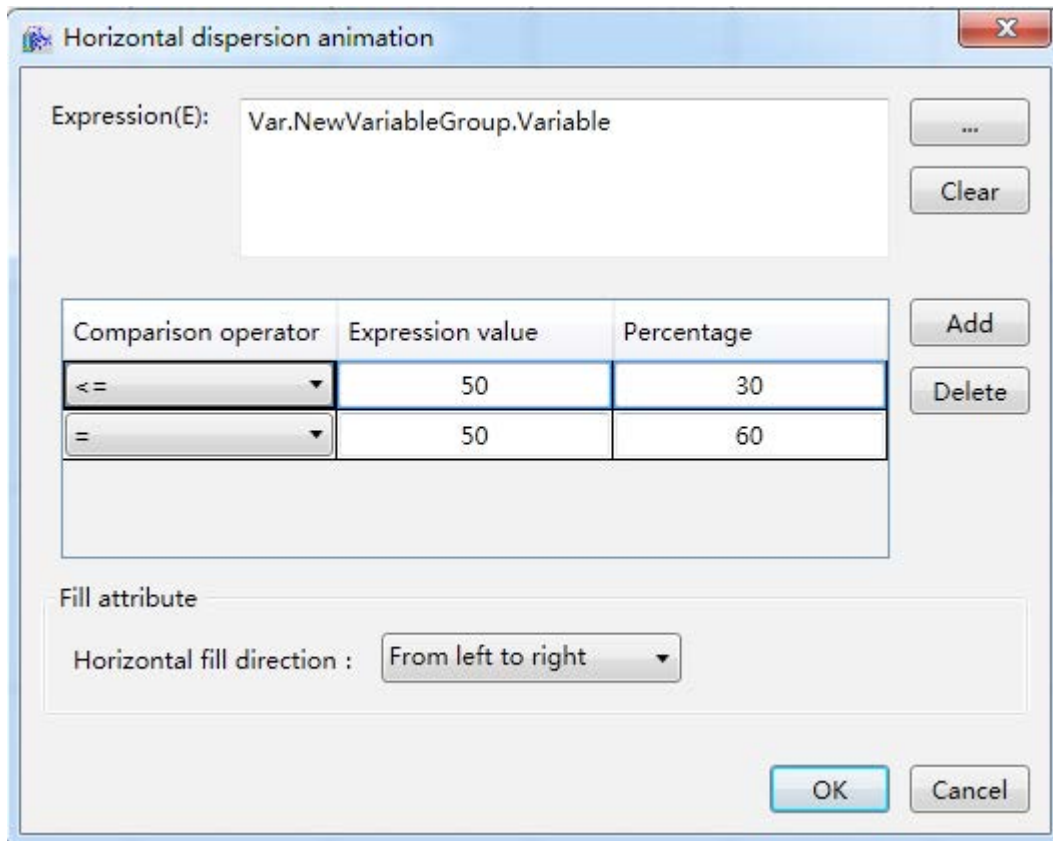 Horizontal dispersion animation
Expression(E): Var.NewVariableGroup.Variable ...
Clear
Comparison operator Expression value Percentage Add
<= 50 30 Delete
= 50 60
Fill attribute
Horizontal fill direction : From left to right
OK Cancel